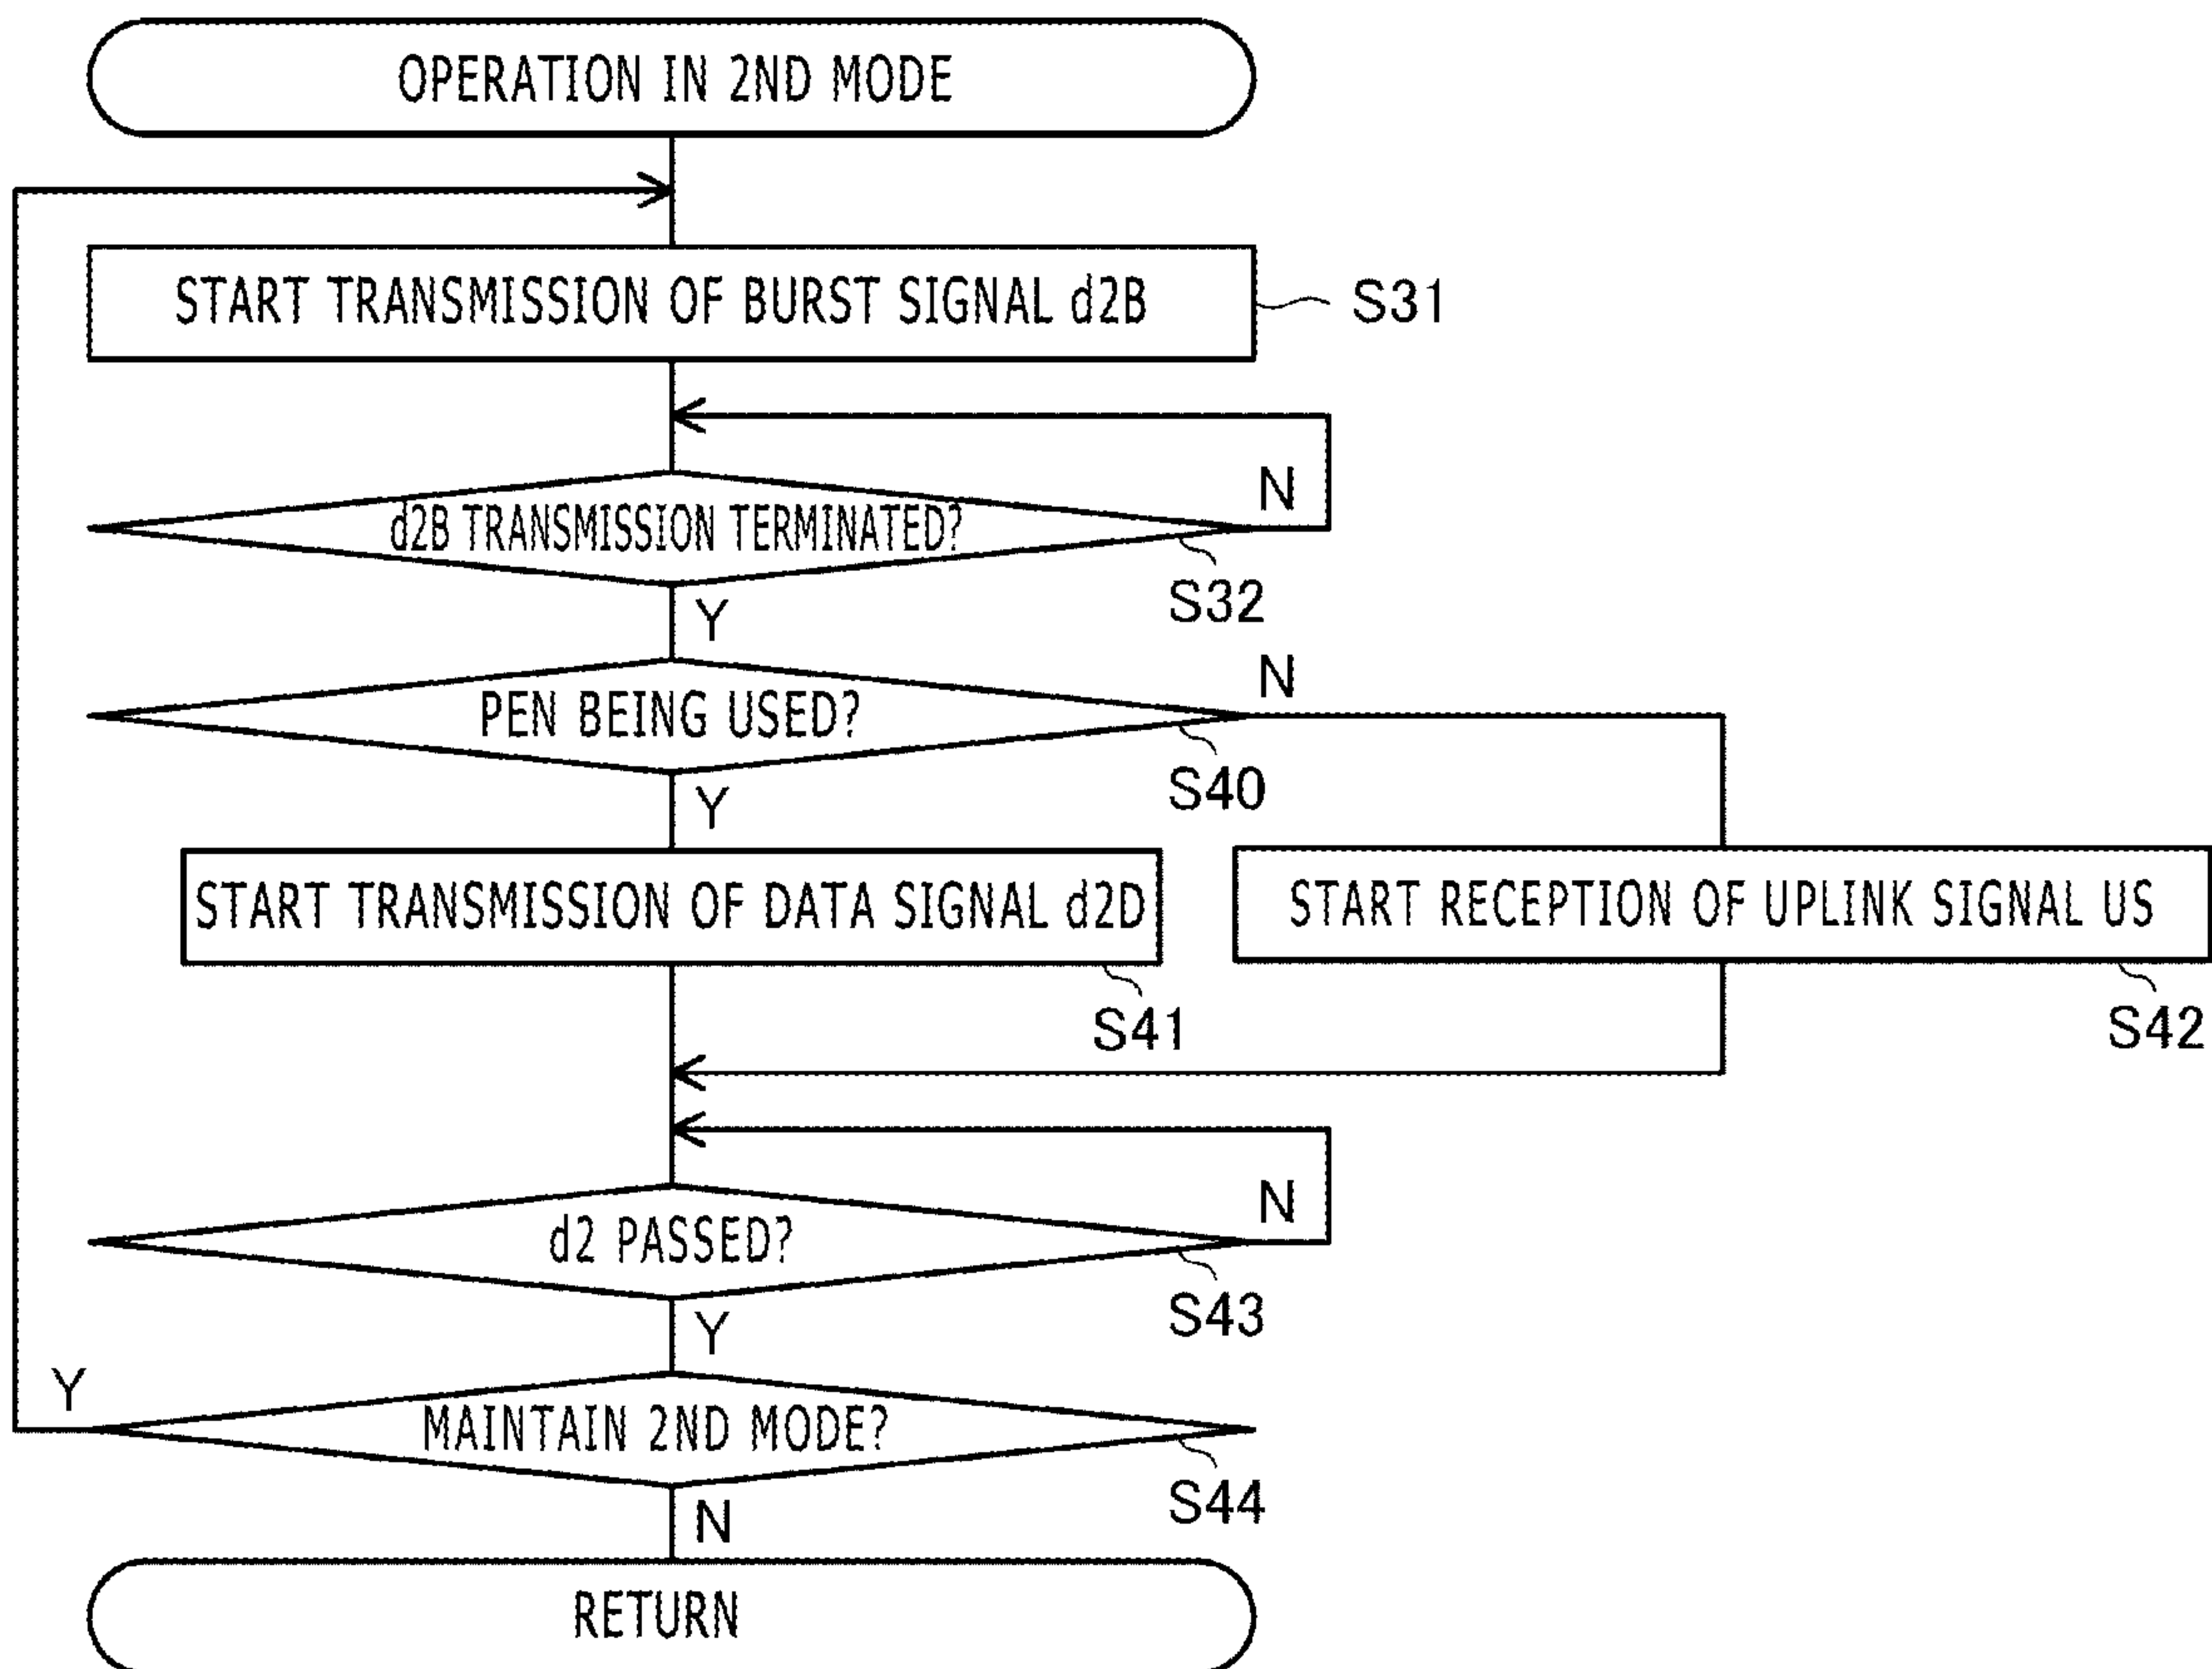 OPERATION IN 2ND MODE
START TRANSMISSION OF BURST SIGNAL d2B
S31
N
d2B TRANSMISSION TERMINATED?
S32
Y
N
PEN BEING USED?
S40
Y
START TRANSMISSION OF DATA SIGNAL d2D
START RECEPTION OF UPLINK SIGNAL US
S41
S42
N
d2 PASSED?
S43
Y
Y
MAINTAIN 2ND MODE?
S44
N
RETURN